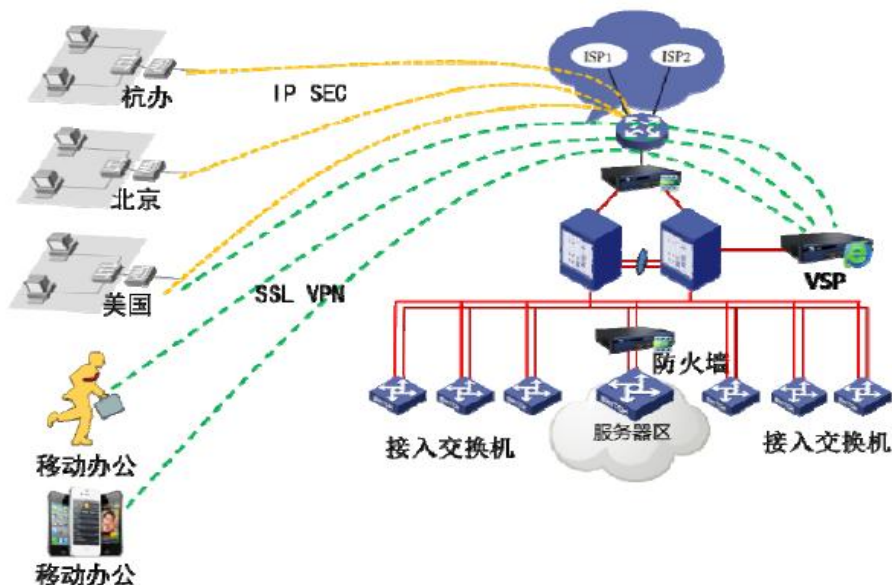 ISP1
ISP2
IP SEC
杭办
北京
美国
SSL VPN
VSP
防火墙
服务器区
接入交换机
接入交换机
移动办公
移动办公